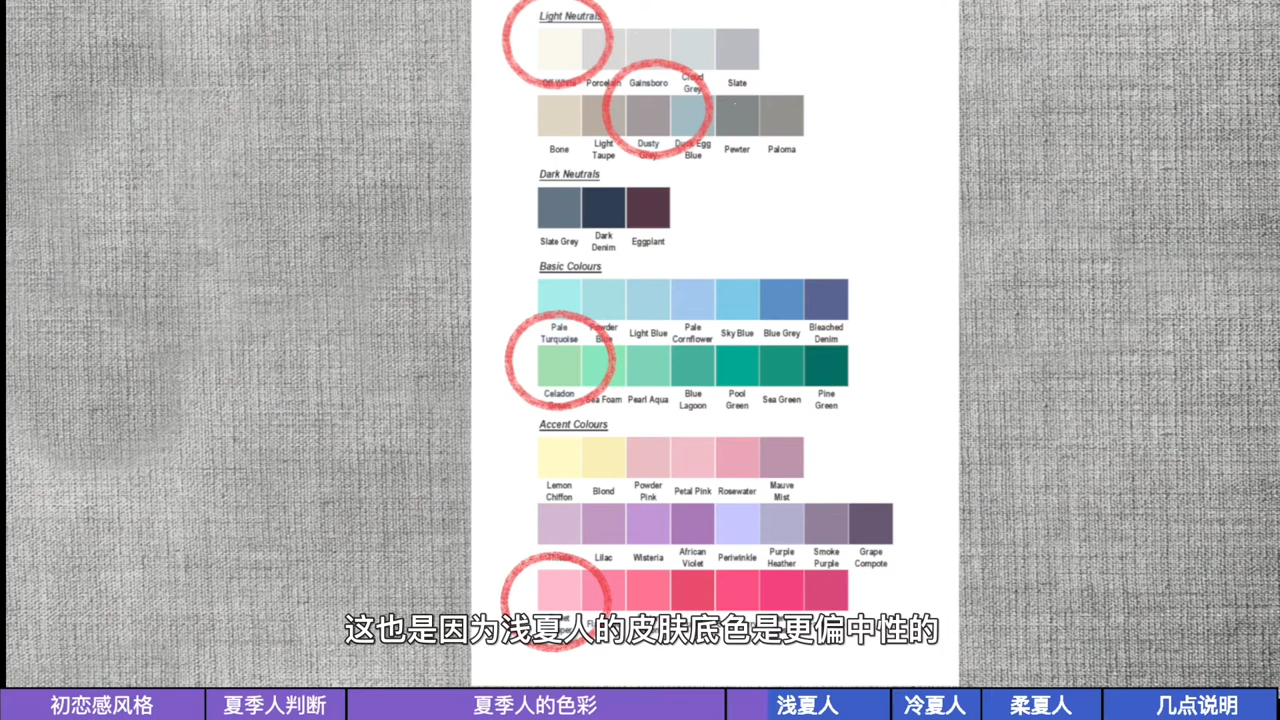 Light Neutrals
Off White Porcelain Gainsboro Cloud Grey Slate
Bone Light Taupe Dusty Grey Duck Egg Blue Pewter Paloma
Dark Neutrals
Slate Grey Dark Denim Eggplant
Basic Colours
Pale Turquoise Powder Blue Light Blue Pale Cornflower Sky Blue Blue Grey Bleached Denim
Celadon Green Sea Foam Pearl Aqua Blue Lagoon Pool Green Sea Green Pine Green
Accent Colours
Lemon Chiffon Blond Powder Pink Petal Pink Rosewater Mauve Mist
Lilac Wisteria African Violet Periwinkle Purple Heather Smoke Purple Grape Compote
这也是因为浅夏人的皮肤底色是更偏中性的
初恋感风格 夏季人判断 夏季人的色彩 浅夏人 冷夏人 柔夏人 几点说明